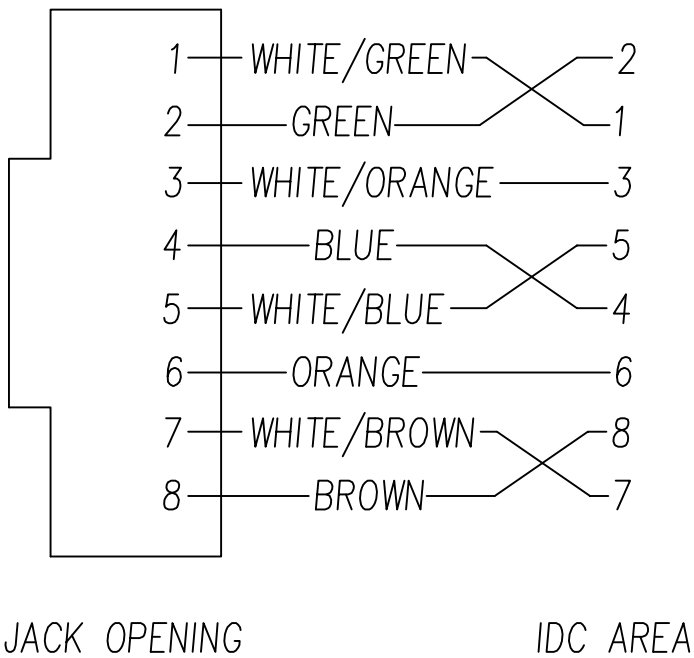 1 WHITE/GREEN 2
2 GREEN 1
3 WHITE/ORANGE 3
4 BLUE 5
5 WHITE/BLUE 4
6 ORANGE 6
7 WHITE/BROWN 8
8 BROWN 7
JACK OPENING IDC AREA